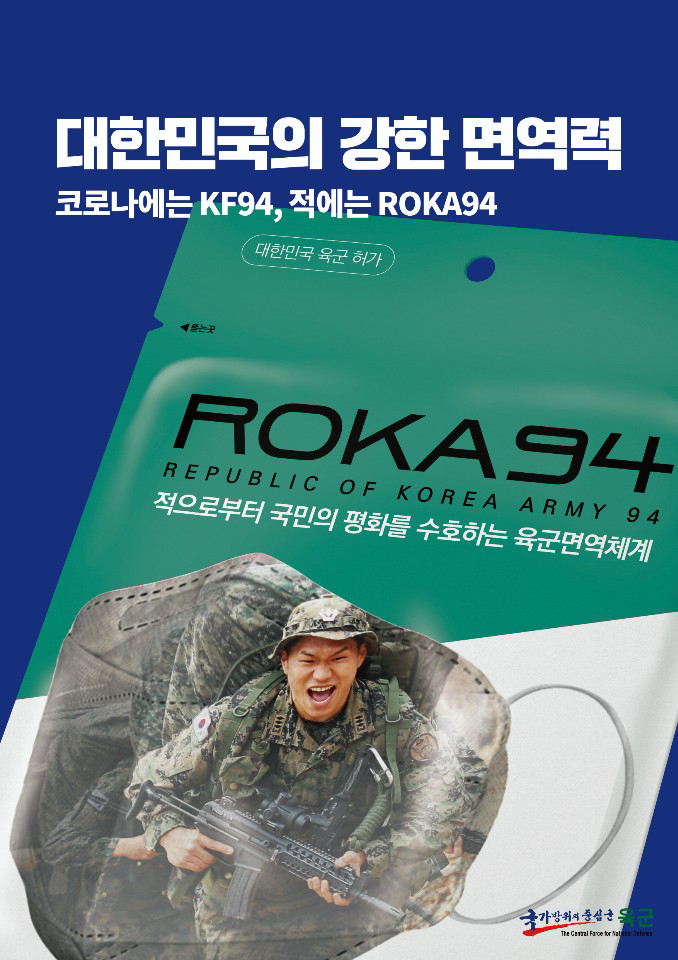 대한민국의 강한 면역력
코로나에는 KF94, 적에는 ROKA94
대한민국 육군 허가
◀뜯는곳
ROKA94
REPUBLIC OF KOREA ARMY 94
적으로부터 국민의 평화를 수호하는 육군면역체계
국가방위의 중심군 육군
The Central Force for National Defense